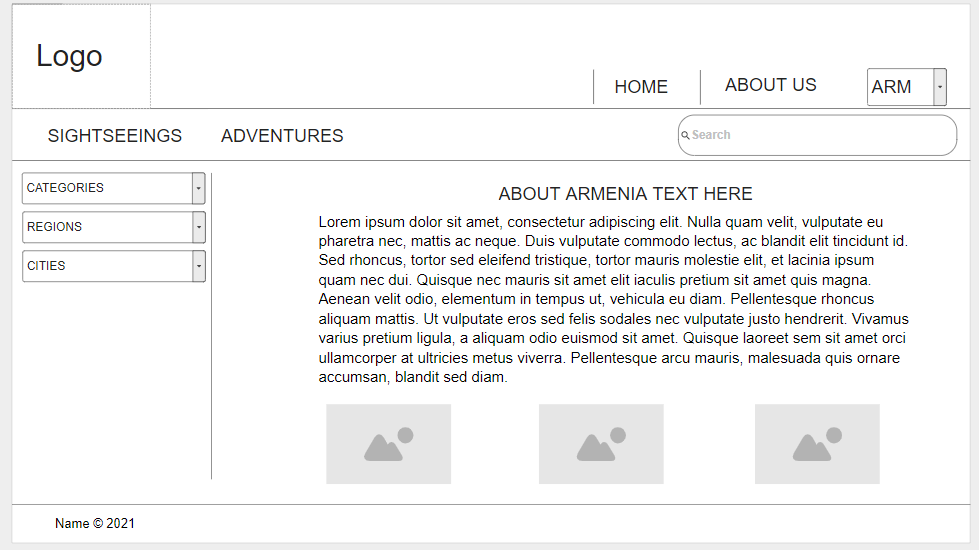 Logo
HOME
ABOUT US
ARM
SIGHTSEEINGS
ADVENTURES
Search
CATEGORIES
REGIONS
CITIES
ABOUT ARMENIA TEXT HERE
Lorem ipsum dolor sit amet, consectetur adipiscing elit. Nulla quam velit, vulputate eu
pharetra nec, mattis ac neque. Duis vulputate commodo lectus, ac blandit elit tincidunt id.
Sed rhoncus, tortor sed eleifend tristique, tortor mauris molestie elit, et lacinia ipsum
quam nec dui. Quisque nec mauris sit amet elit iaculis pretium sit amet quis magna.
Aenean velit odio, elementum in tempus ut, vehicula eu diam. Pellentesque rhoncus
aliquam mattis. Ut vulputate eros sed felis sodales nec vulputate justo hendrerit. Vivamus
varius pretium ligula, a aliquam odio euismod sit amet. Quisque laoreet sem sit amet orci
ullamcorper at ultricies metus viverra. Pellentesque arcu mauris, malesuada quis ornare
accumsan, blandit sed diam.
Name © 2021